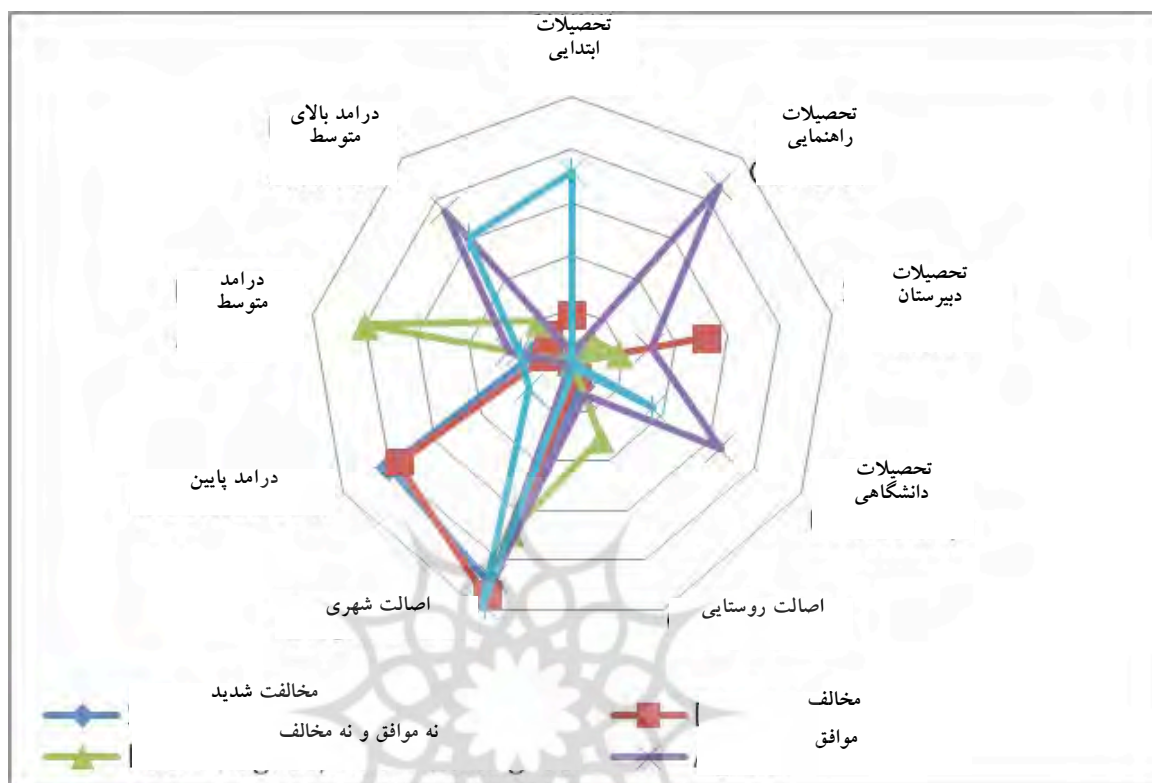 تحصیلات
ابتدایی
تحصیلات
راهنمایی
تحصیلات
دبیرستان
تحصیلات
دانشگاهی
اصالت روستایی
اصالت شهری
درامد پایین
درامد
متوسط
درامد بالای
متوسط
مخالفت شدید
مخالف
نه موافق و نه مخالف
موافق